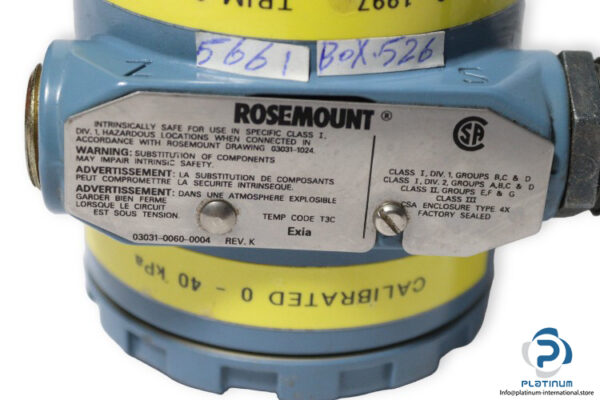 1997
TRIM
5661
BOX.526
Z
S
ROSEMOUNT ®
INTRINSICALLY SAFE FOR USE IN SPECIFIC CLASS I,
DIV. 1, HAZARDOUS LOCATIONS WHEN CONNECTED IN
ACCORDANCE WITH ROSEMOUNT DRAWING 03031-1024.
WARNING: SUBSTITUTION OF COMPONENTS
MAY IMPAIR INTRINSIC SAFETY.
ADVERTISSEMENT: LA SUBSTITUTION DE COMPOSANTS
PEUT COMPROMETTRE LA SECURITE INTRINSEQUE.
ADVERTISSEMENT: DANS UNE ATMOSPHERE EXPLOSIBLE
GARDER BIEN FERME
LORSQUE LE CIRCUIT
EST SOUS TENSION.
TEMP CODE T3C
Exia
03031-0060-0004 REV. K
SA
CLASS I, DIV. 1, GROUPS B,C & D
CLASS I, DIV. 2, GROUPS A,B,C & D
CLASS II, GROUPS E,F & G
CLASS III
CSA ENCLOSURE TYPE 4X
FACTORY SEALED
CALIBRATED 0 - 40 kPa
PLATINUM
Info@platinum-international.store